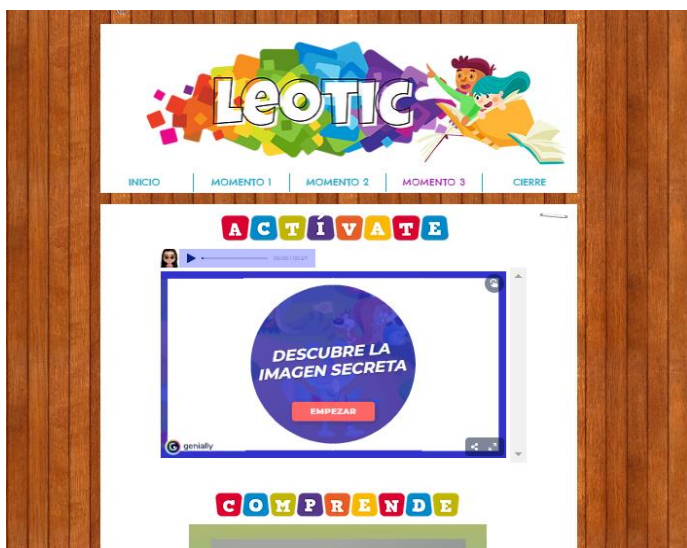 LEOTIC
INICIO MOMENTO 1 MOMENTO 2 MOMENTO 3 CIERRE
ACTÍVATE
DESCUBRE LA
IMAGEN SECRETA
EMPEZAR
genially
COMPRENDE